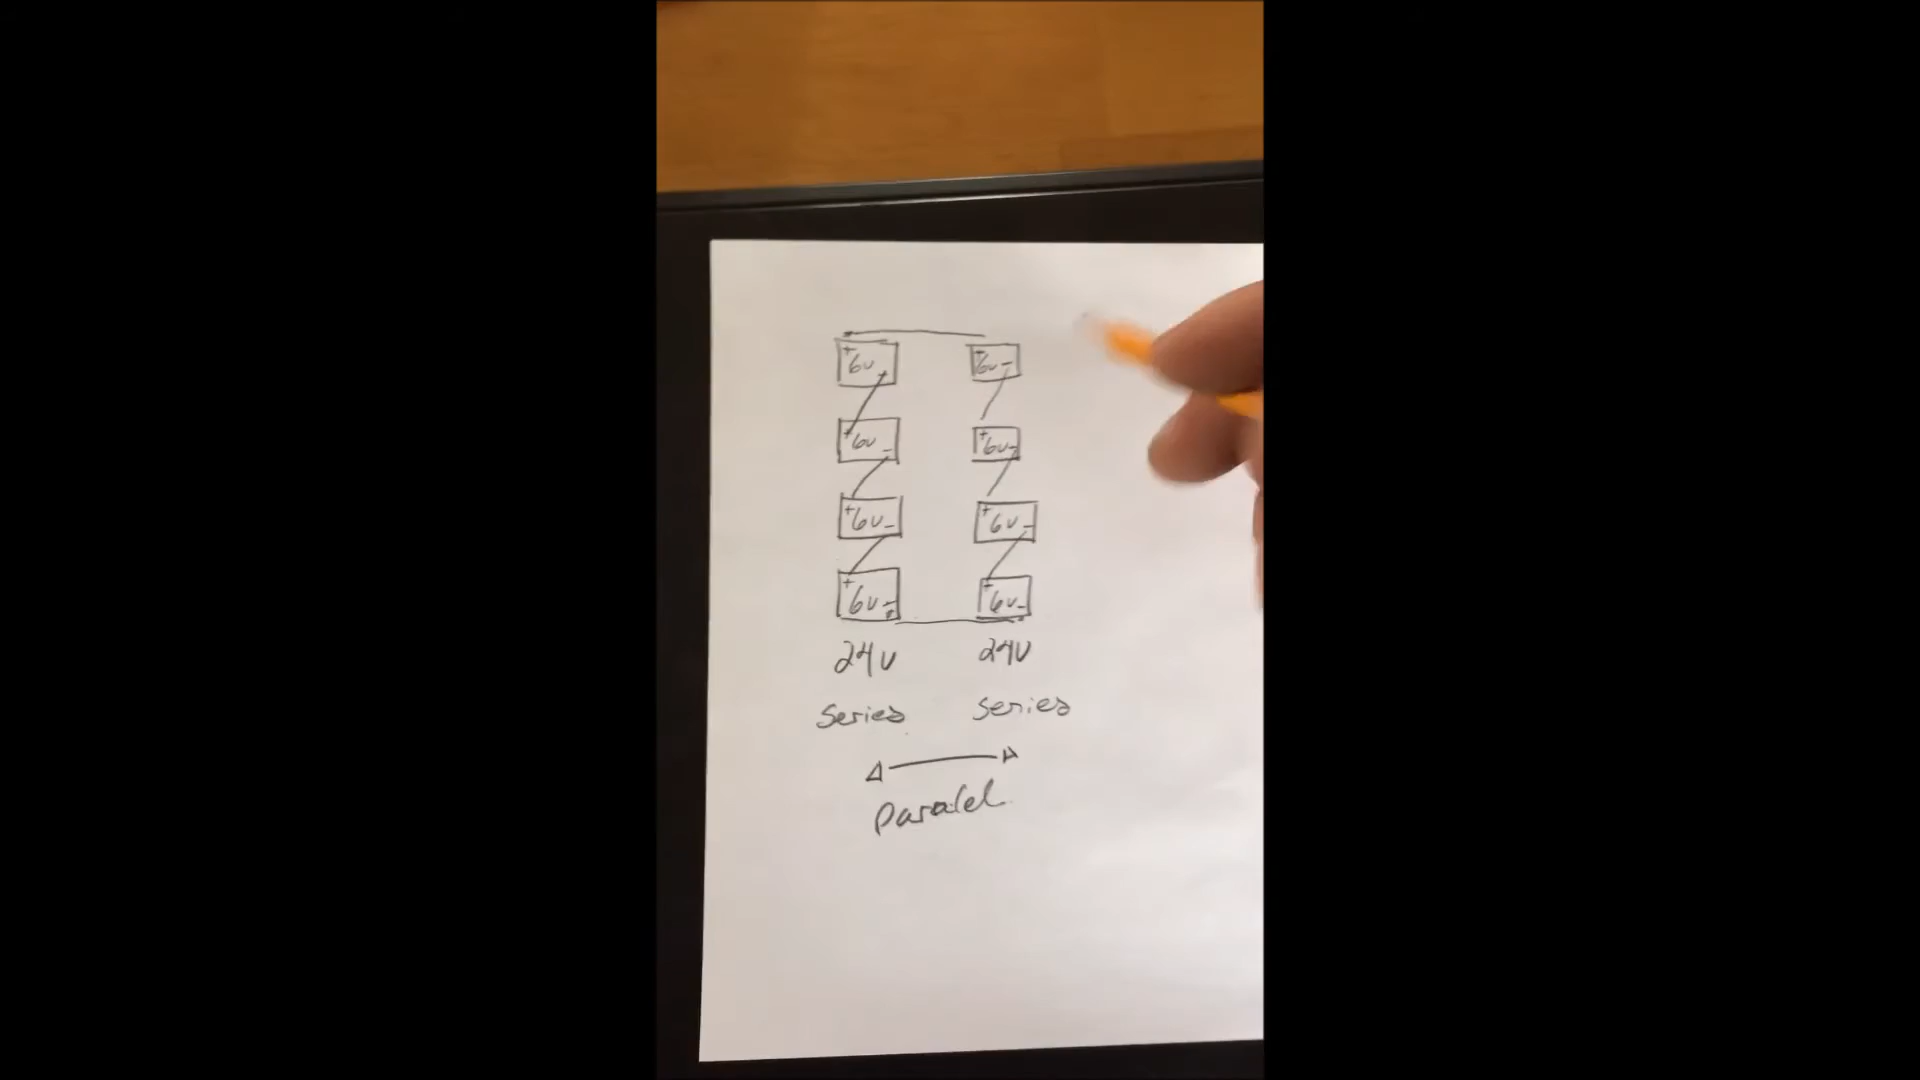 + 6v - + 6v -
+ 6v - + 6v -
+ 6v - + 6v -
+ 6v - + 6v -
24v 24v
Series Series
Paralel